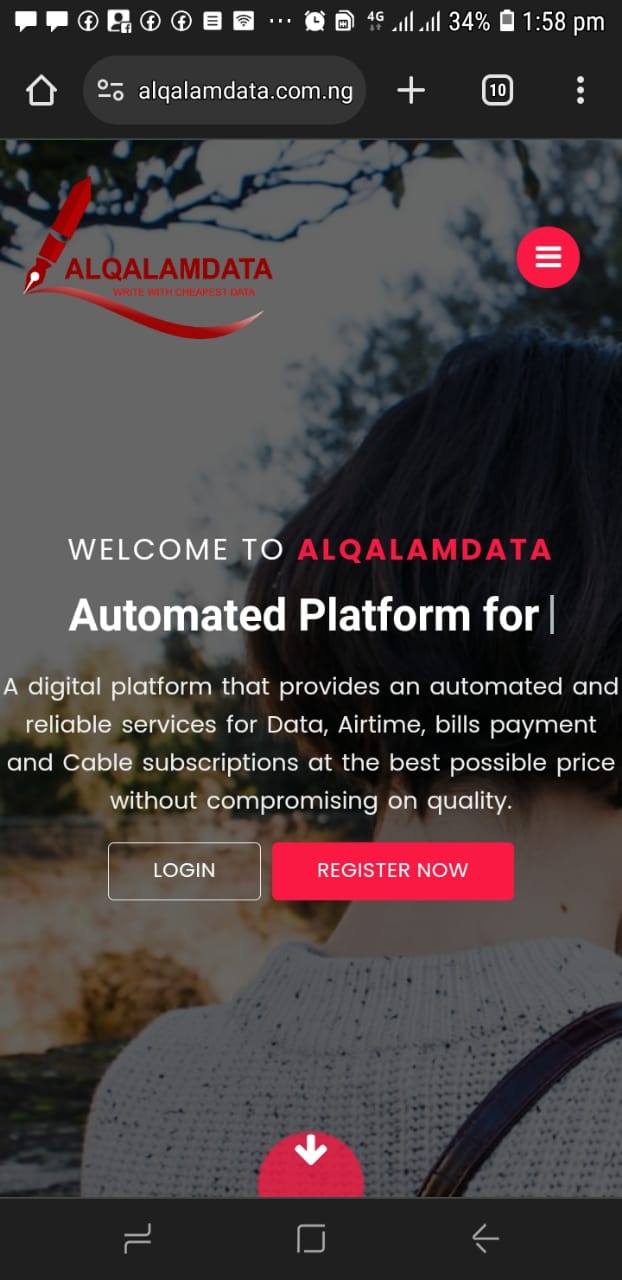 4G 34% 1:58 pm
alqalamdata.com.ng
10
ALQALAMDATA
WRITE WITH CHEAPEST DATA
WELCOME TO ALQALAMDATA
Automated Platform for
A digital platform that provides an automated and
reliable services for Data, Airtime, bills payment
and Cable subscriptions at the best possible price
without compromising on quality.
LOGIN REGISTER NOW